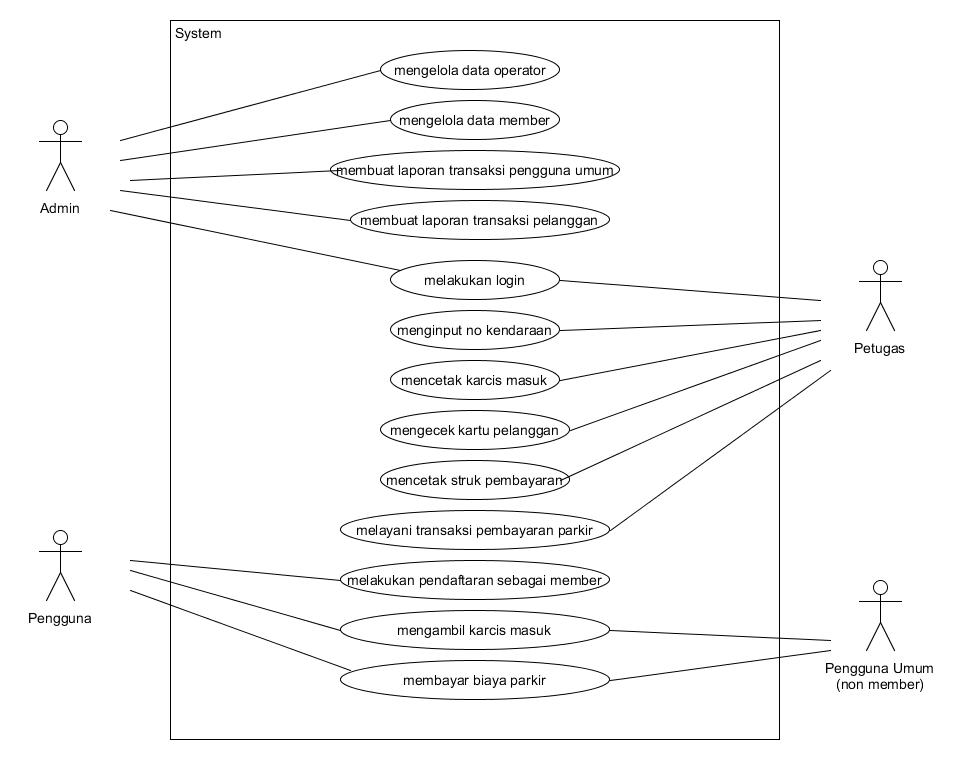 System
mengelola data operator
mengelola data member
membuat laporan transaksi pengguna umum
membuat laporan transaksi pelanggan
Admin
melakukan login
menginput no kendaraan
Petugas
mencetak karcis masuk
mengecek kartu pelanggan
mencetak struk pembayaran
melayani transaksi pembayaran parkir
melakukan pendaftaran sebagai member
Pengguna
mengambil karcis masuk
membayar biaya parkir
Pengguna Umum
(non member)